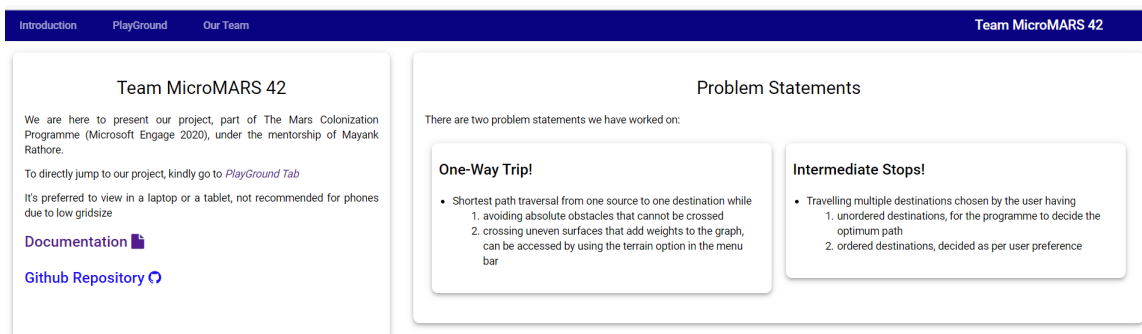 Introduction PlayGround Our Team Team MicroMARS 42
Team MicroMARS 42
We are here to present our project, part of The Mars Colonization
Programme (Microsoft Engage 2020), under the mentorship of Mayank
Rathore.
To directly jump to our project, kindly go to PlayGround Tab
It's preferred to view in a laptop or a tablet, not recommended for phones
due to low gridsize
Documentation
Github Repository
Problem Statements
There are two problem statements we have worked on:
One-Way Trip!
• Shortest path traversal from one source to one destination while
1. avoiding absolute obstacles that cannot be crossed
2. crossing uneven surfaces that add weights to the graph,
can be accessed by using the terrain option in the menu
bar
Intermediate Stops!
• Travelling multiple destinations chosen by the user having
1. unordered destinations, for the programme to decide the
optimum path
2. ordered destinations, decided as per user preference